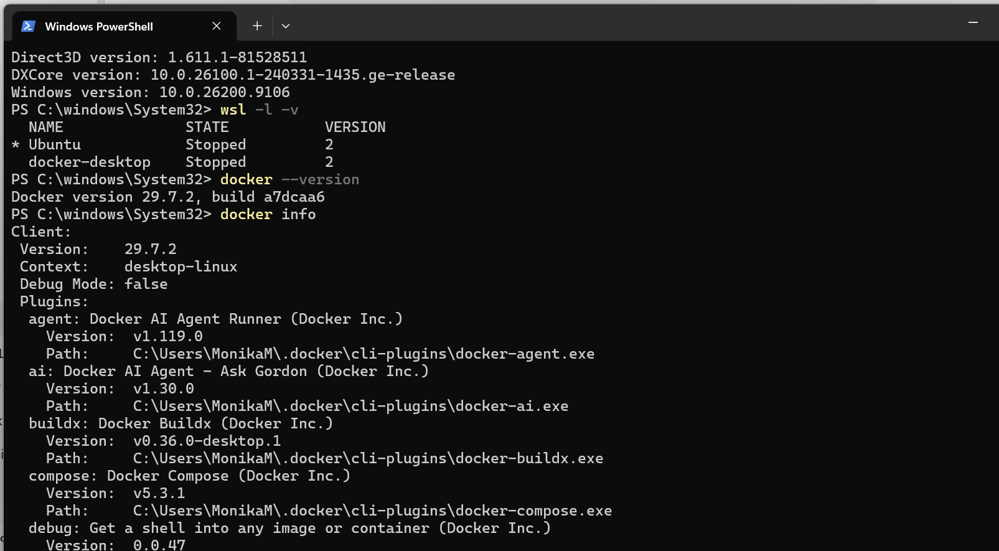 Windows PowerShell
Direct3D version: 1.611.1-81528511
DXCore version: 10.0.26100.1-240331-1435.ge-release
Windows version: 10.0.26200.9106
PS C:\windows\System32> wsl -l -v
  NAME              STATE           VERSION
* Ubuntu            Stopped         2
  docker-desktop    Stopped         2
PS C:\windows\System32> docker --version
Docker version 29.7.2, build a7dcaa6
PS C:\windows\System32> docker info
Client:
 Version:    29.7.2
 Context:    desktop-linux
 Debug Mode: false
 Plugins:
  agent: Docker AI Agent Runner (Docker Inc.)
    Version:  v1.119.0
    Path:     C:\Users\MonikaM\.docker\cli-plugins\docker-agent.exe
  ai: Docker AI Agent - Ask Gordon (Docker Inc.)
    Version:  v1.30.0
    Path:     C:\Users\MonikaM\.docker\cli-plugins\docker-ai.exe
  buildx: Docker Buildx (Docker Inc.)
    Version:  v0.36.0-desktop.1
    Path:     C:\Users\MonikaM\.docker\cli-plugins\docker-buildx.exe
  compose: Docker Compose (Docker Inc.)
    Version:  v5.3.1
    Path:     C:\Users\MonikaM\.docker\cli-plugins\docker-compose.exe
  debug: Get a shell into any image or container (Docker Inc.)
    Version:  0.0.47